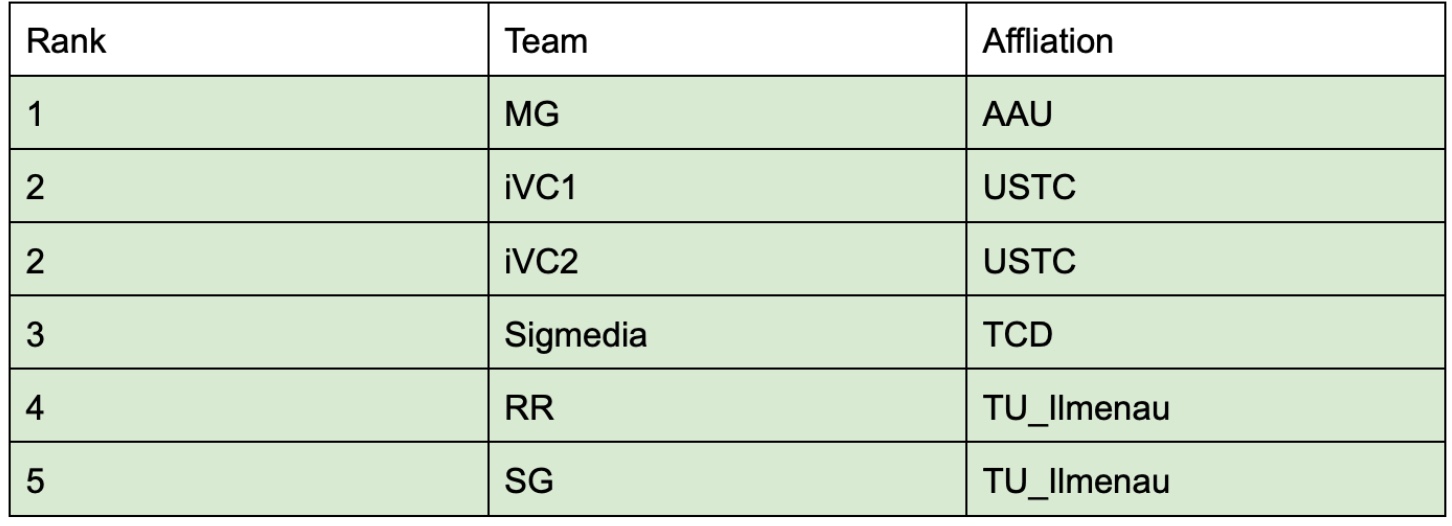 Rank Team Affliation
1 MG AAU
2 iVC1 USTC
2 iVC2 USTC
3 Sigmedia TCD
4 RR TU_Ilmenau
5 SG TU_Ilmenau